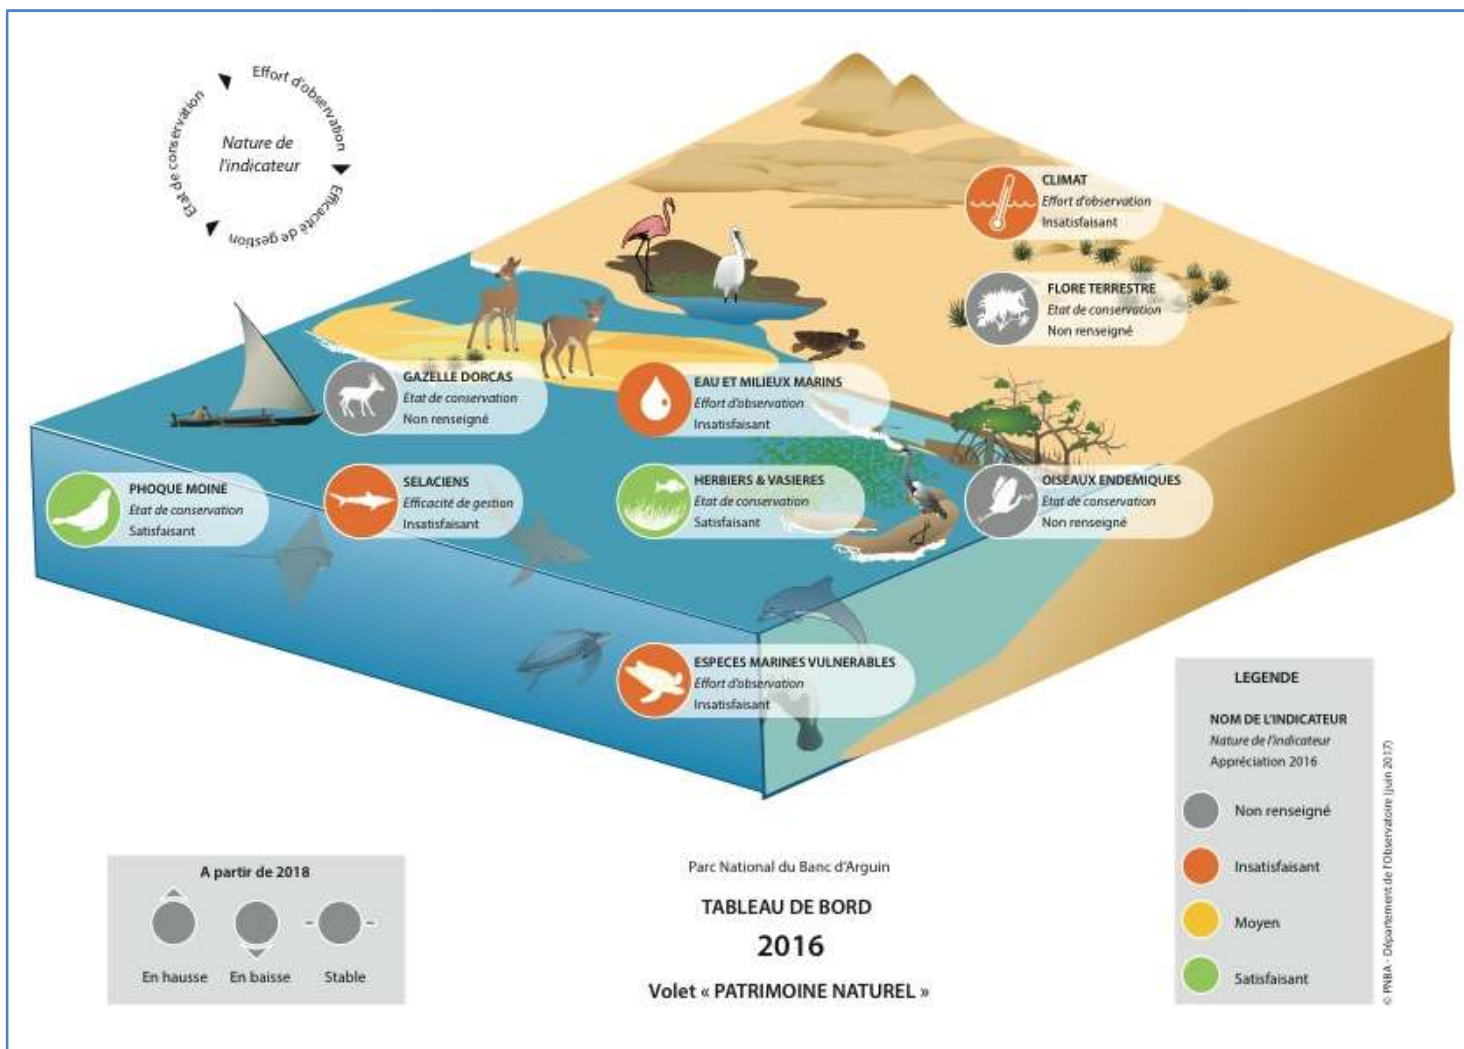 Effort d'observation
Efficacité de gestion
Etat de conservation
Nature de
l'indicateur
CLIMAT
Effort d'observation
Insatisfaisant
FLORE TERRESTRE
Etat de conservation
Non renseigné
GAZELLE DORCAS
Etat de conservation
Non renseigné
EAU ET MILIEUX MARINS
Effort d'observation
Insatisfaisant
PHOQUE MOINE
Etat de conservation
Satisfaisant
SELACIENS
Efficacité de gestion
Insatisfaisant
HERBIERS & VASIERES
Etat de conservation
Satisfaisant
OISEAUX ENDEMIQUES
Etat de conservation
Non renseigné
ESPECES MARINES VULNERABLES
Effort d'observation
Insatisfaisant
LEGENDE
NOM DE L'INDICATEUR
Nature de l'indicateur
Appréciation 2016
Non renseigné
Insatisfaisant
Moyen
Satisfaisant
© PNBA - Département de l'Observatoire (juin 2017)
A partir de 2018
En hausse
En baisse
Stable
Parc National du Banc d'Arguin
TABLEAU DE BORD
2016
Volet « PATRIMOINE NATUREL »